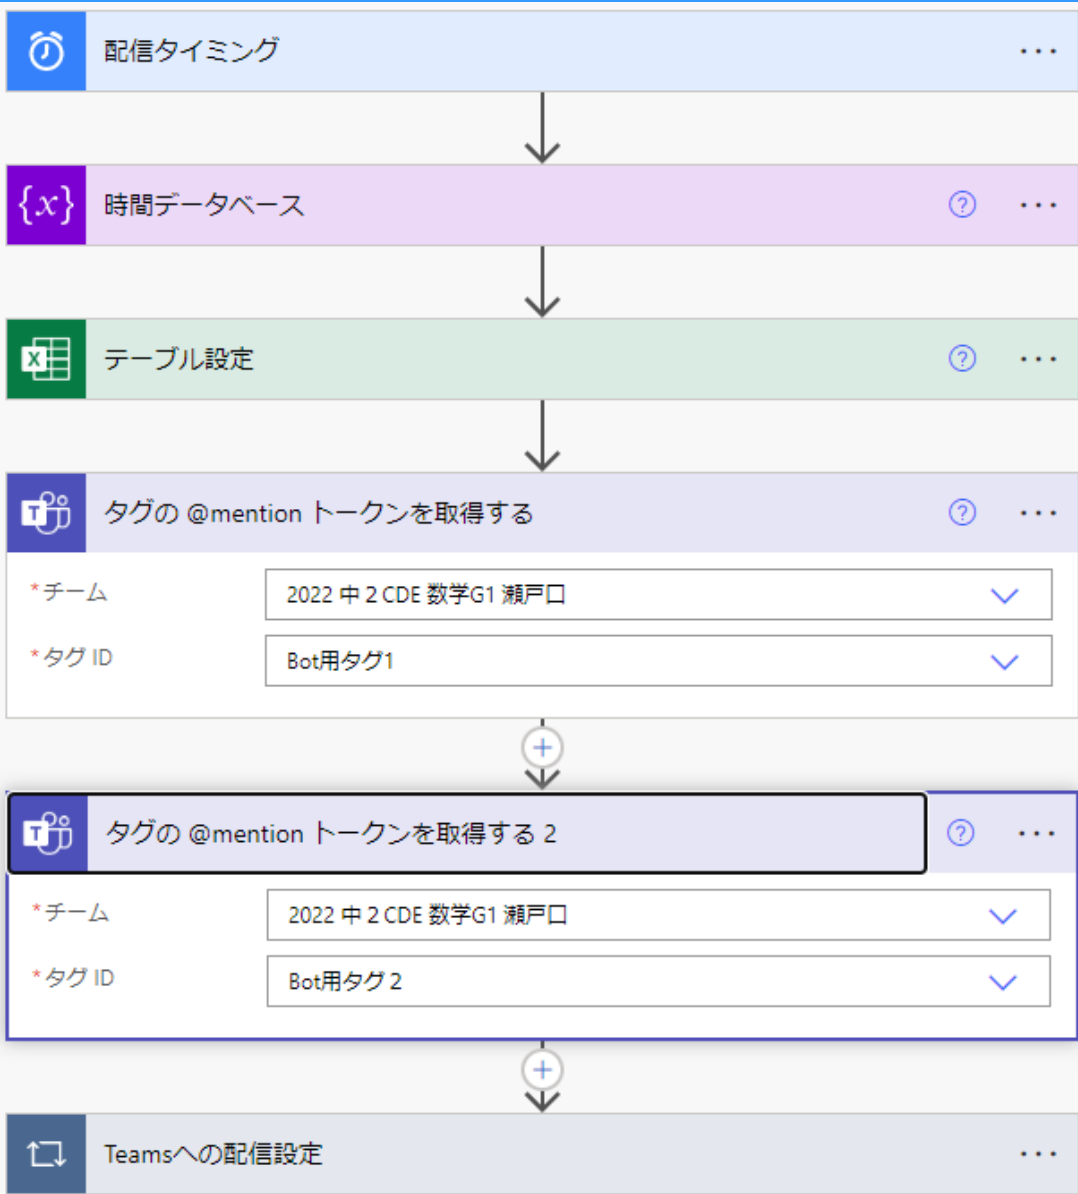 配信タイミング
{x} 時間データベース
テーブル設定
タグの @mention トークンを取得する
*チーム 2022 中 2 CDE 数学G1 瀬戸口
*タグ ID Bot用タグ1
タグの @mention トークンを取得する 2
*チーム 2022 中 2 CDE 数学G1 瀬戸口
*タグ ID Bot用タグ 2
Teamsへの配信設定